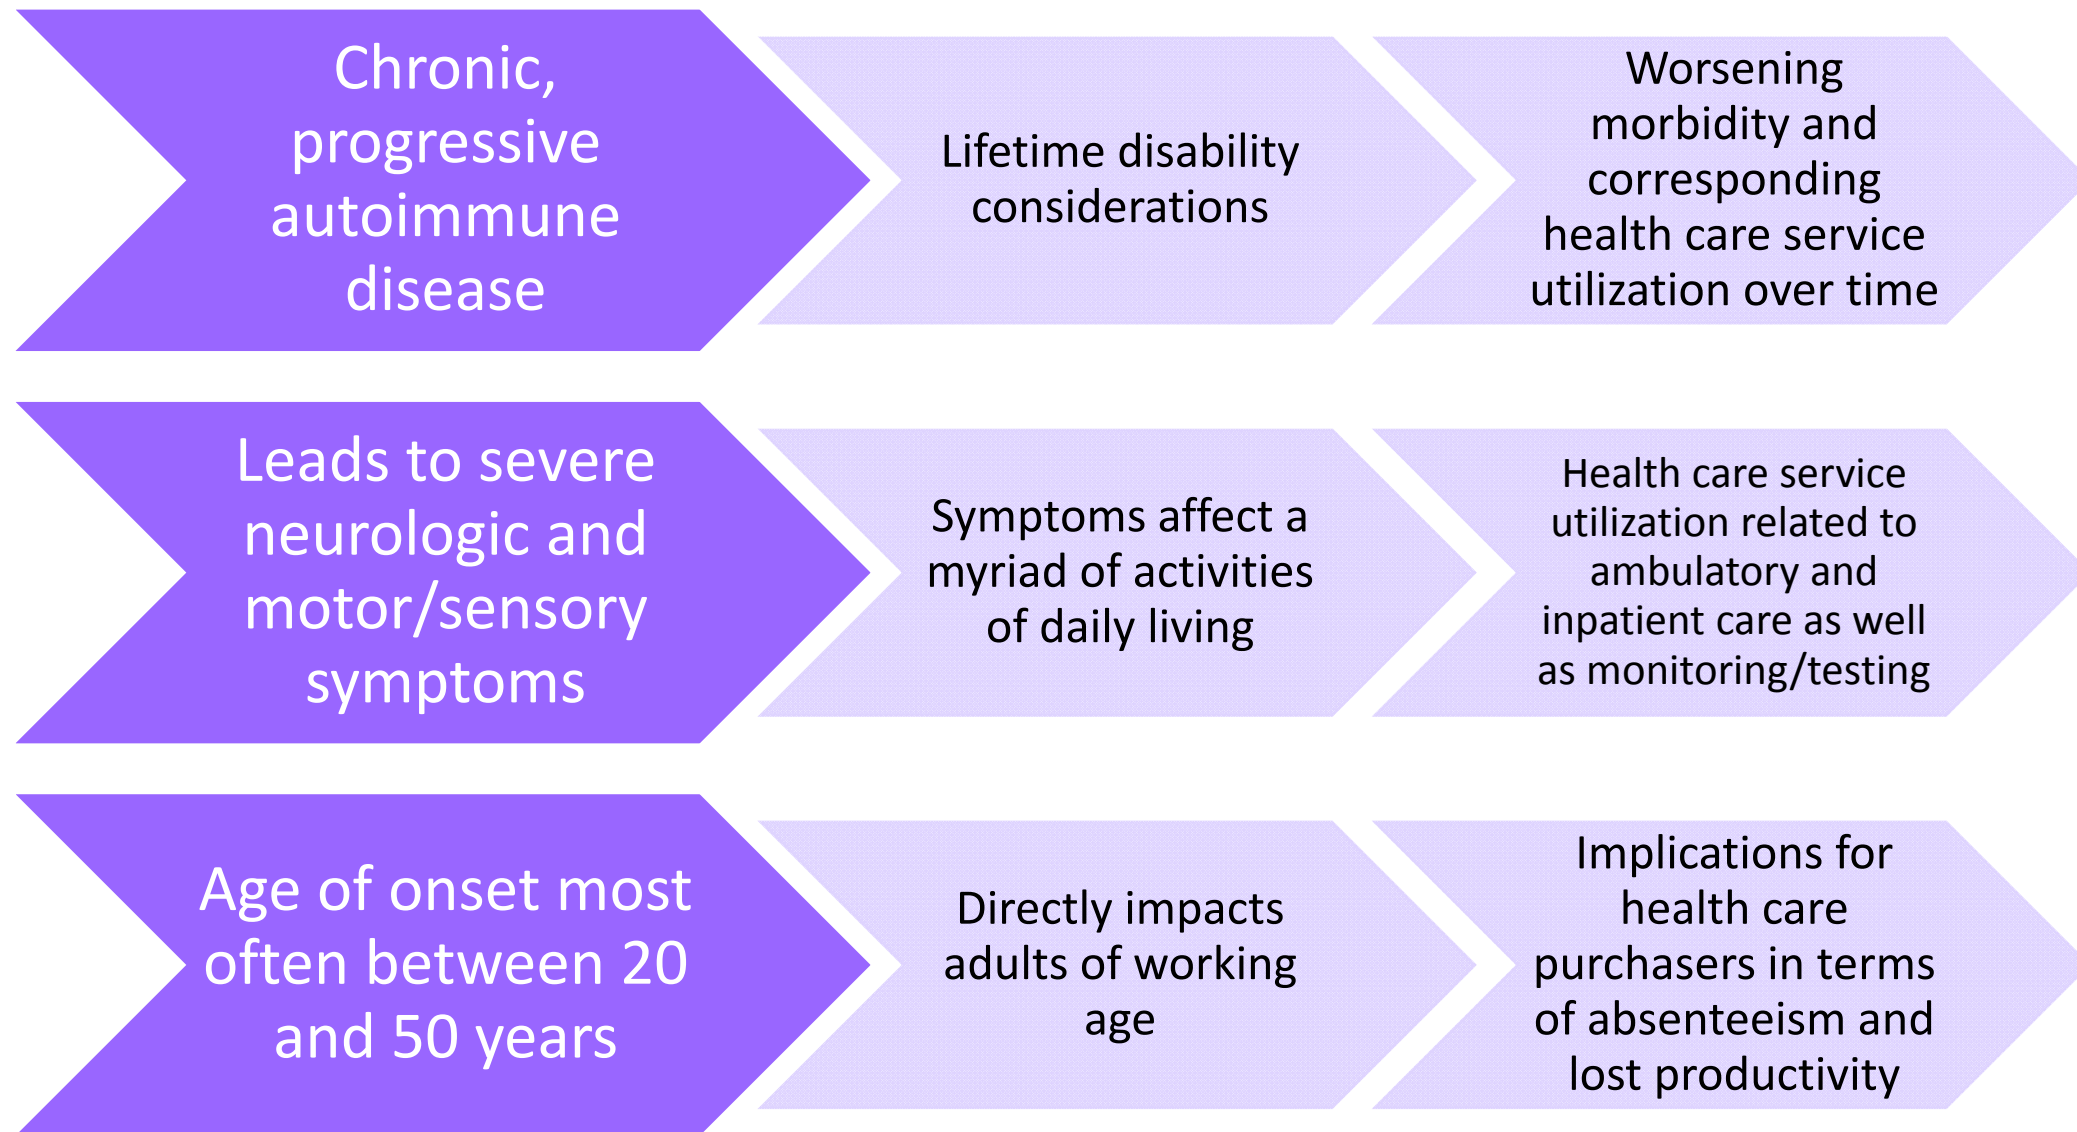 Chronic,
progressive
autoimmune
disease
Lifetime disability
considerations
Worsening
morbidity and
corresponding
health care service
utilization over time
Leads to severe
neurologic and
motor/sensory
symptoms
Symptoms affect a
myriad of activities
of daily living
Health care service
utilization related to
ambulatory and
inpatient care as well
as monitoring/testing
Age of onset most
often between 20
and 50 years
Directly impacts
adults of working
age
Implications for
health care
purchasers in terms
of absenteeism and
lost productivity